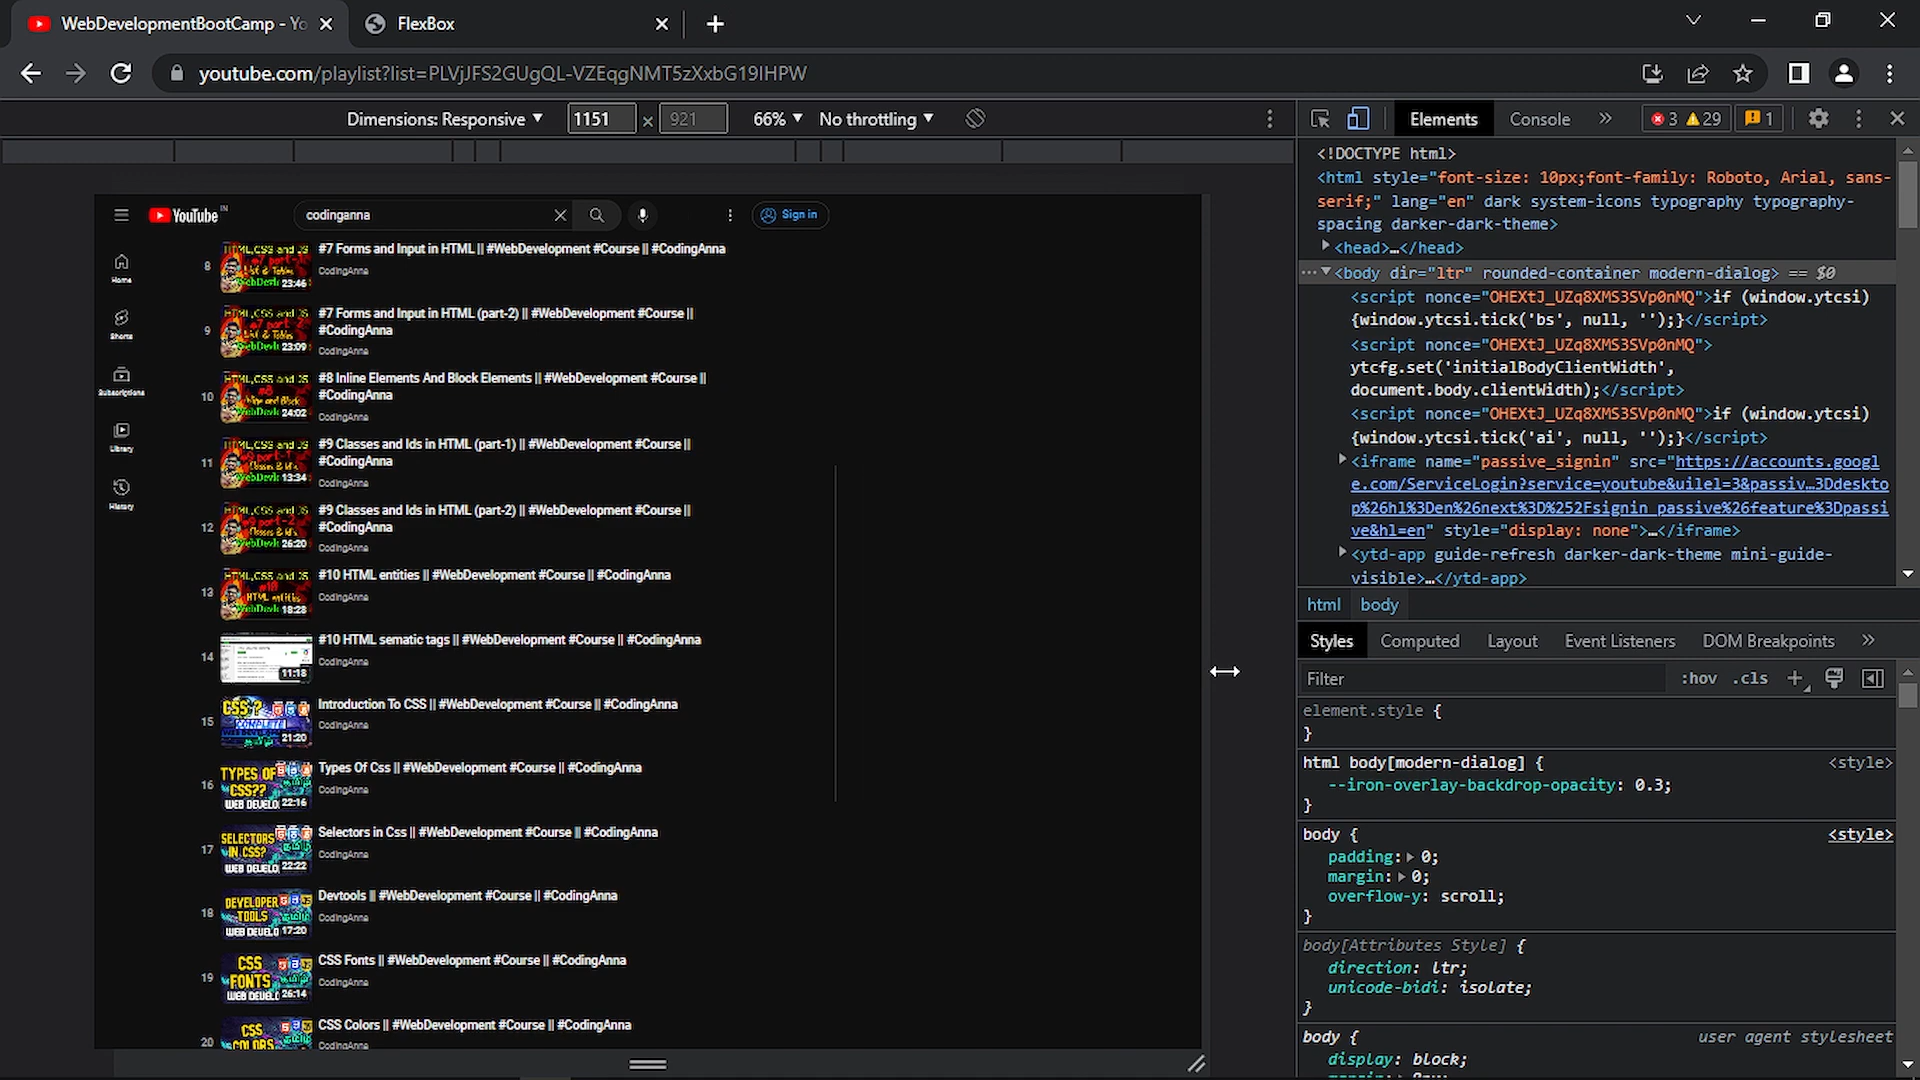 WebDevelopmentBootCamp - Yo
FlexBox
youtube.com/playlist?list=PLVjJFS2GUgQL-VZEqgNMT5zXxbG19IHPW
Dimensions: Responsive
1151 × 921
66%
No throttling
YouTube IN
codinganna
Sign in
Home
Shorts
Subscriptions
Library
History
8
23:46
#7 Forms and Input in HTML || #WebDevelopment #Course || #CodingAnna
CodingAnna
9
23:09
#7 Forms and Input in HTML (part-2) || #WebDevelopment #Course ||
#CodingAnna
CodingAnna
10
24:02
#8 Inline Elements And Block Elements || #WebDevelopment #Course ||
#CodingAnna
CodingAnna
11
13:34
#9 Classes and Ids in HTML (part-1) || #WebDevelopment #Course ||
#CodingAnna
CodingAnna
12
26:20
#9 Classes and Ids in HTML (part-2) || #WebDevelopment #Course ||
#CodingAnna
CodingAnna
13
18:28
#10 HTML entities || #WebDevelopment #Course || #CodingAnna
CodingAnna
14
11:18
#10 HTML sematic tags || #WebDevelopment #Course || #CodingAnna
CodingAnna
15
CSS ?
COMPLETE
21:20
Introduction To CSS || #WebDevelopment #Course || #CodingAnna
CodingAnna
16
TYPES OF
CSS??
WEB DEVELO
22:16
Types Of Css || #WebDevelopment #Course || #CodingAnna
CodingAnna
17
SELECTORS
IN CSS?
WEB DEVELO
22:22
Selectors in Css || #WebDevelopment #Course || #CodingAnna
CodingAnna
18
DEVELOPER
TOOLS
WEB DEVELO
17:20
Devtools || #WebDevelopment #Course || #CodingAnna
CodingAnna
19
CSS
FONTS
WEB DEVELO
26:14
CSS Fonts || #WebDevelopment #Course || #CodingAnna
CodingAnna
20
CSS
COLORS
CSS Colors || #WebDevelopment #Course || #CodingAnna
CodingAnna
Elements
Console
3
29
1
<!DOCTYPE html>
<html style="font-size: 10px;font-family: Roboto, Arial, sans-
serif;" lang="en" dark system-icons typography typography-
spacing darker-dark-theme>
<head>…</head>
<body dir="ltr" rounded-container modern-dialog> == $0
<script nonce="OHEXtJ_UZq8XMS3SVp0nMQ">if (window.ytcsi)
{window.ytcsi.tick('bs', null, '');}</script>
<script nonce="OHEXtJ_UZq8XMS3SVp0nMQ">
ytcfg.set('initialBodyClientWidth',
document.body.clientWidth);</script>
<script nonce="OHEXtJ_UZq8XMS3SVp0nMQ">if (window.ytcsi)
{window.ytcsi.tick('ai', null, '');}</script>
<iframe name="passive_signin" src="https://accounts.googl
e.com/ServiceLogin?service=youtube&uilel=3&passiv…3Ddeskto
p%26hl%3Den%26next%3D%252Fsignin_passive%26feature%3Dpassi
ve&hl=en" style="display: none">…</iframe>
<ytd-app guide-refresh darker-dark-theme mini-guide-
visible>…</ytd-app>
html body
Styles
Computed
Layout
Event Listeners
DOM Breakpoints
Filter
:hov .cls
element.style {
}
html body[modern-dialog] { <style>
--iron-overlay-backdrop-opacity: 0.3;
}
body { <style>
padding: 0;
margin: 0;
overflow-y: scroll;
}
body[Attributes Style] {
direction: ltr;
unicode-bidi: isolate;
}
body { user agent stylesheet
display: block;